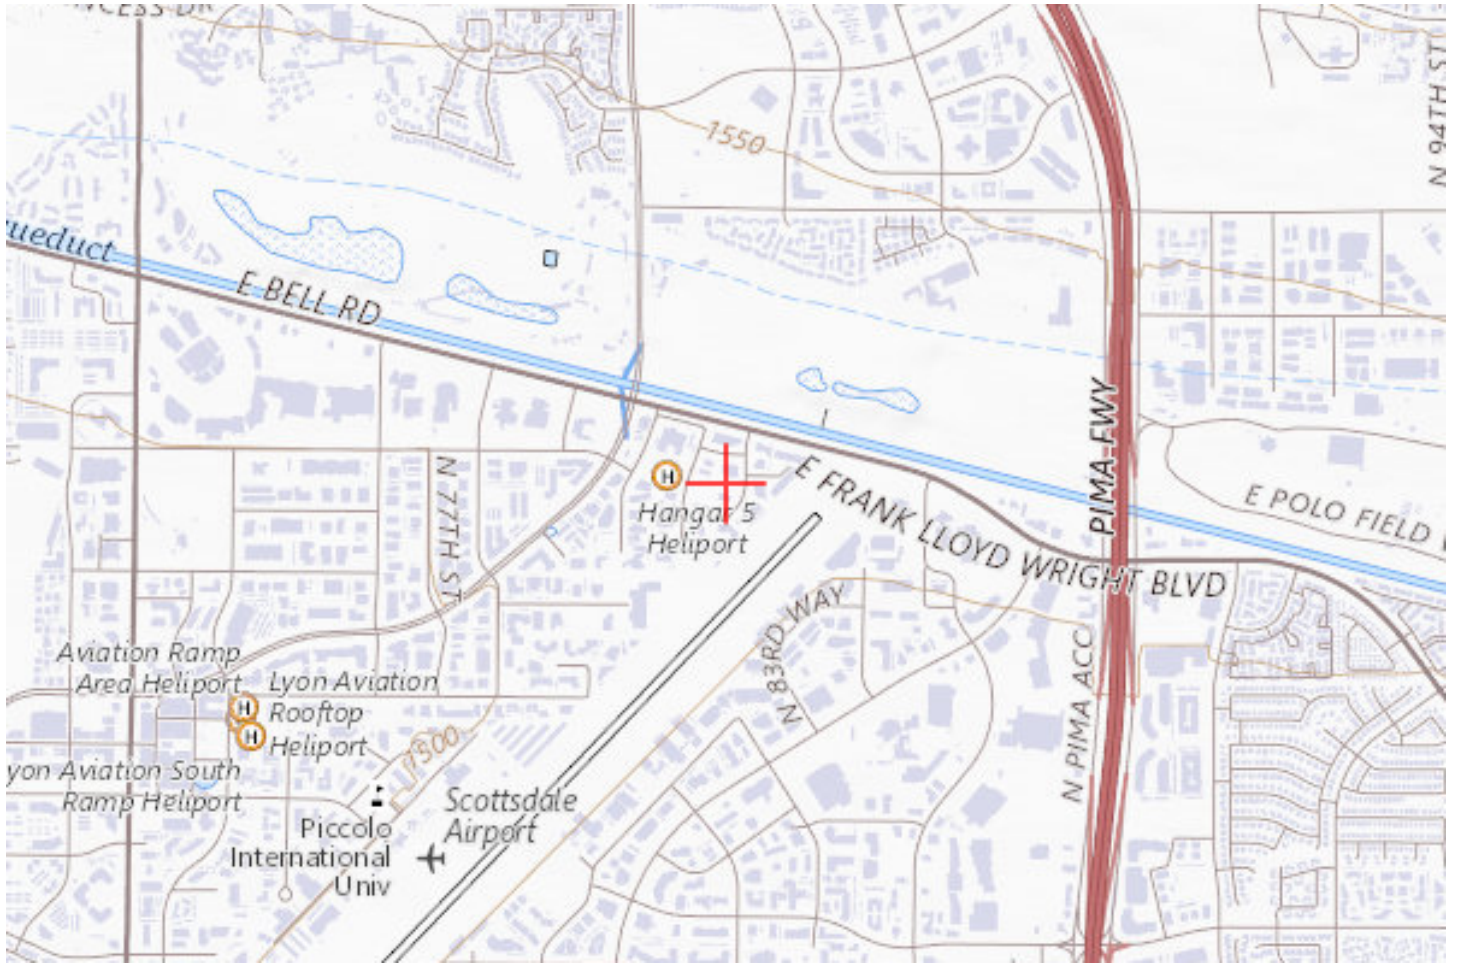 NCESS DR
N 94TH ST
1550
ueduct
E BELL RD
PIMA FWY
E POLO FIELD
N 77TH ST
H
Hangar 5
Heliport
E FRANK LLOYD WRIGHT BLVD
N 83RD WAY
N PIMA ACC
Aviation Ramp
Area Heliport
Lyon Aviation
Rooftop
Heliport
H
H
yon Aviation South
Ramp Heliport
1500
Scottsdale
Airport
Piccolo
International
Univ